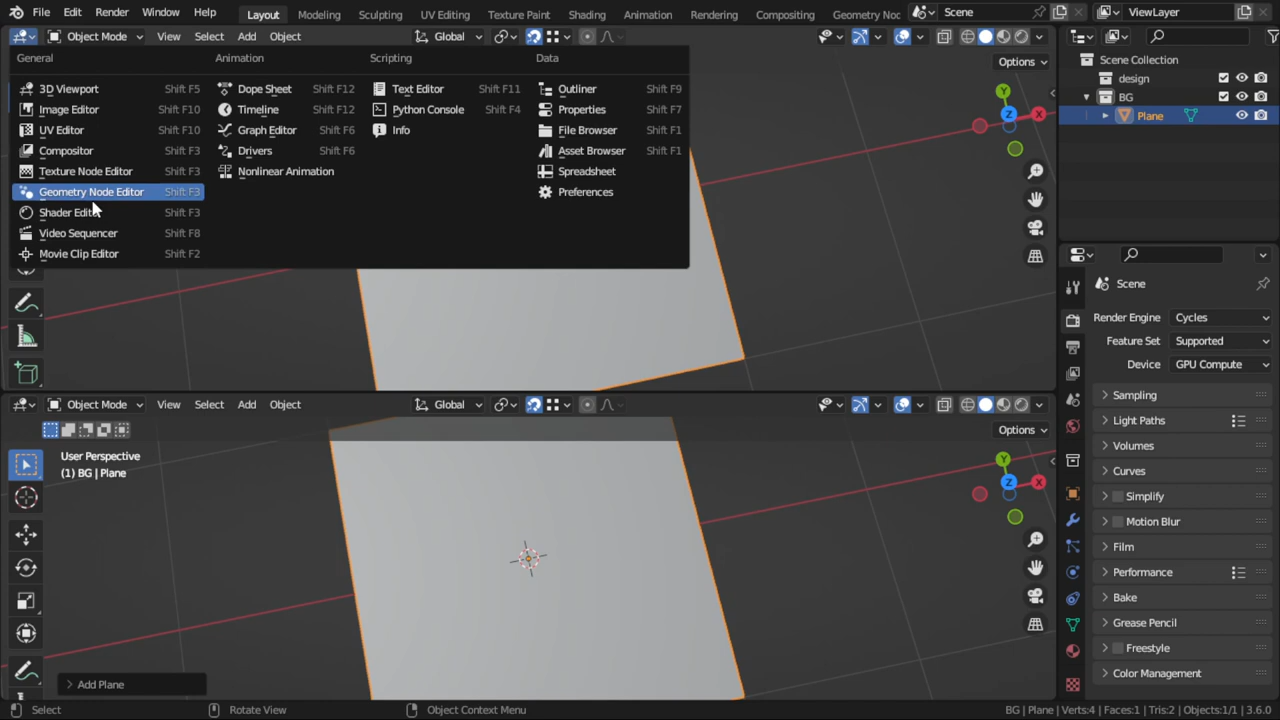 File Edit Render Window Help Layout Modeling Sculpting UV Editing Texture Paint Shading Animation Rendering Compositing Geometry Noc Scene ViewLayer
Object Mode View Select Add Object Global
Options
General
3D Viewport Shift F5
Image Editor Shift F10
UV Editor Shift F10
Compositor Shift F3
Texture Node Editor Shift F3
Geometry Node Editor Shift F3
Shader Editor Shift F3
Video Sequencer Shift F8
Movie Clip Editor Shift F2
Animation
Dope Sheet Shift F12
Timeline Shift F12
Graph Editor Shift F6
Drivers Shift F6
Nonlinear Animation
Scripting
Text Editor Shift F11
Python Console Shift F4
Info
Data
Outliner Shift F9
Properties Shift F7
File Browser Shift F1
Asset Browser Shift F1
Spreadsheet
Preferences
Y
Z X
Object Mode View Select Add Object Global
Options
User Perspective
(1) BG | Plane
Y
Z X
Add Plane
Scene Collection
design
BG
Plane
Scene
Render Engine Cycles
Feature Set Supported
Device GPU Compute
Sampling
Light Paths
Volumes
Curves
Simplify
Motion Blur
Film
Performance
Bake
Grease Pencil
Freestyle
Color Management
Select Rotate View Object Context Menu BG | Plane | Verts:4 | Faces:1 | Tris:2 | Objects:1/1 | 3.6.0